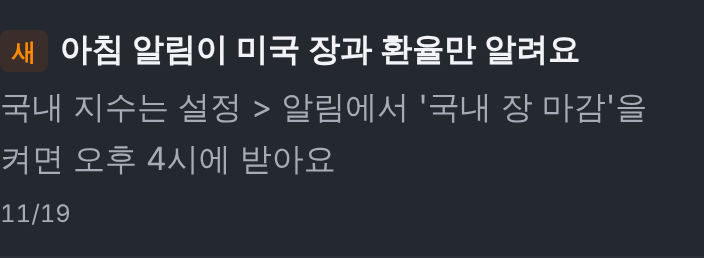 새 아침 알림이 미국 장과 환율만 알려요
국내 지수는 설정 > 알림에서 '국내 장 마감'을
켜면 오후 4시에 받아요
11/19